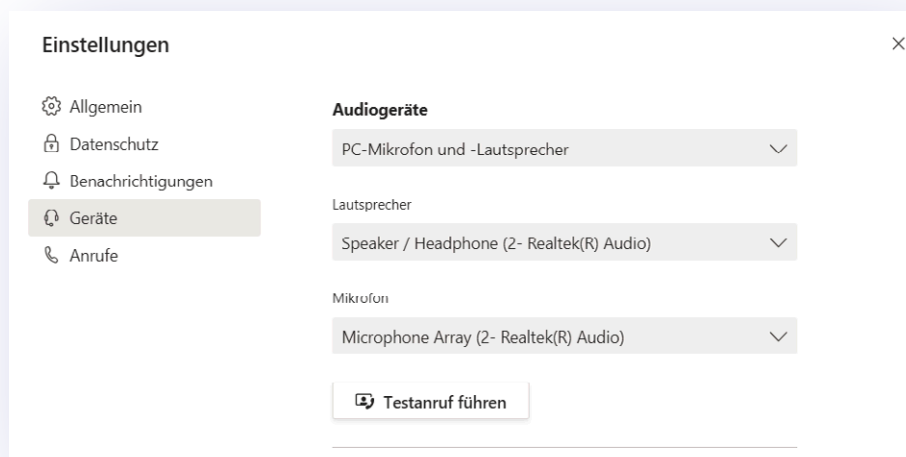 Einstellungen
Allgemein
Datenschutz
Benachrichtigungen
Geräte
Anrufe
Audiogeräte
PC-Mikrofon und -Lautsprecher
Lautsprecher
Speaker / Headphone (2- Realtek(R) Audio)
Mikrofon
Microphone Array (2- Realtek(R) Audio)
Testanruf führen